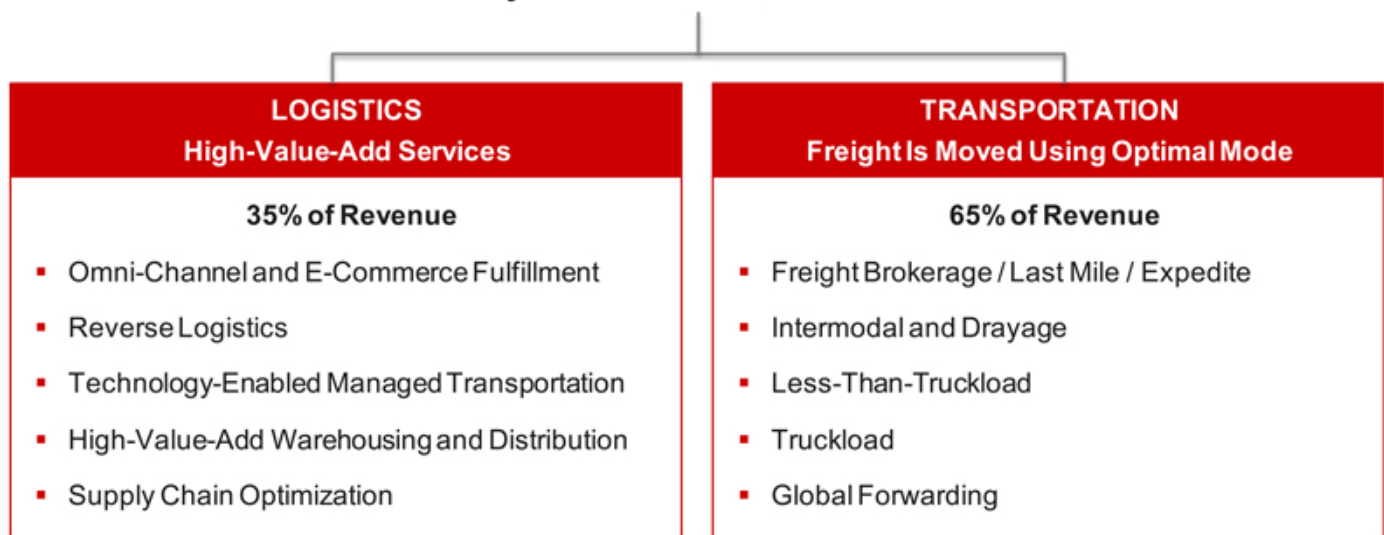 LOGISTICS
High-Value-Add Services
35% of Revenue
▪ Omni-Channel and E-Commerce Fulfillment
▪ Reverse Logistics
▪ Technology-Enabled Managed Transportation
▪ High-Value-Add Warehousing and Distribution
▪ Supply Chain Optimization
TRANSPORTATION
Freight Is Moved Using Optimal Mode
65% of Revenue
▪ Freight Brokerage / Last Mile / Expedite
▪ Intermodal and Drayage
▪ Less-Than-Truckload
▪ Truckload
▪ Global Forwarding